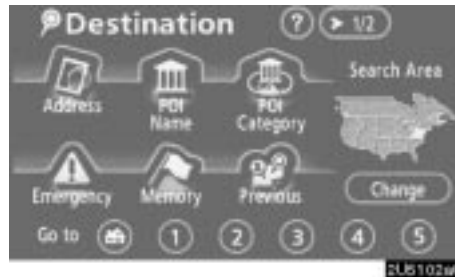 Destination ? 1/2
Search Area
Address POI Name POI Category
Emergency Memory Previous
Change
Go to 1 2 3 4 5